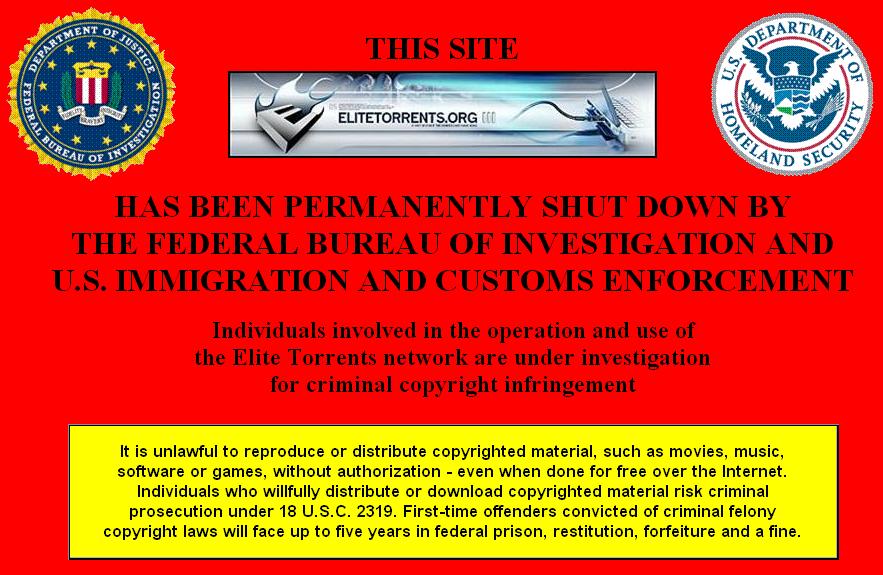 DEPARTMENT OF JUSTICE
FIDELITY BRAVERY INTEGRITY
FEDERAL BUREAU OF INVESTIGATION
THIS SITE
ELITETORRENTS.ORG
U.S. DEPARTMENT OF
HOMELAND SECURITY
HAS BEEN PERMANENTLY SHUT DOWN BY
THE FEDERAL BUREAU OF INVESTIGATION AND
U.S. IMMIGRATION AND CUSTOMS ENFORCEMENT
Individuals involved in the operation and use of
the Elite Torrents network are under investigation
for criminal copyright infringement
It is unlawful to reproduce or distribute copyrighted material, such as movies, music,
software or games, without authorization - even when done for free over the Internet.
Individuals who willfully distribute or download copyrighted material risk criminal
prosecution under 18 U.S.C. 2319. First-time offenders convicted of criminal felony
copyright laws will face up to five years in federal prison, restitution, forfeiture and a fine.